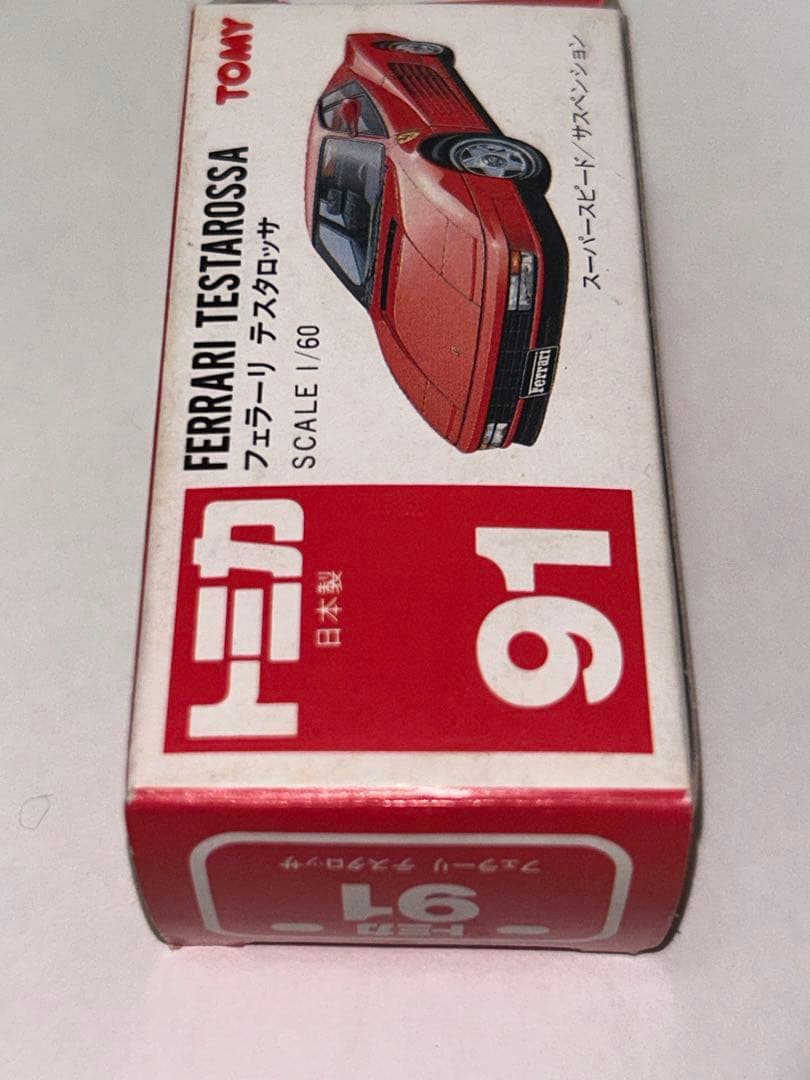 トミカ
日本製
91
FERRARI TESTAROSSA
TOMY
フェラーリ テスタロッサ
SCALE 1/60
Ferrari
スーパースピード/サスペンション
フェラーリ テスタロッサ
91
トミカ